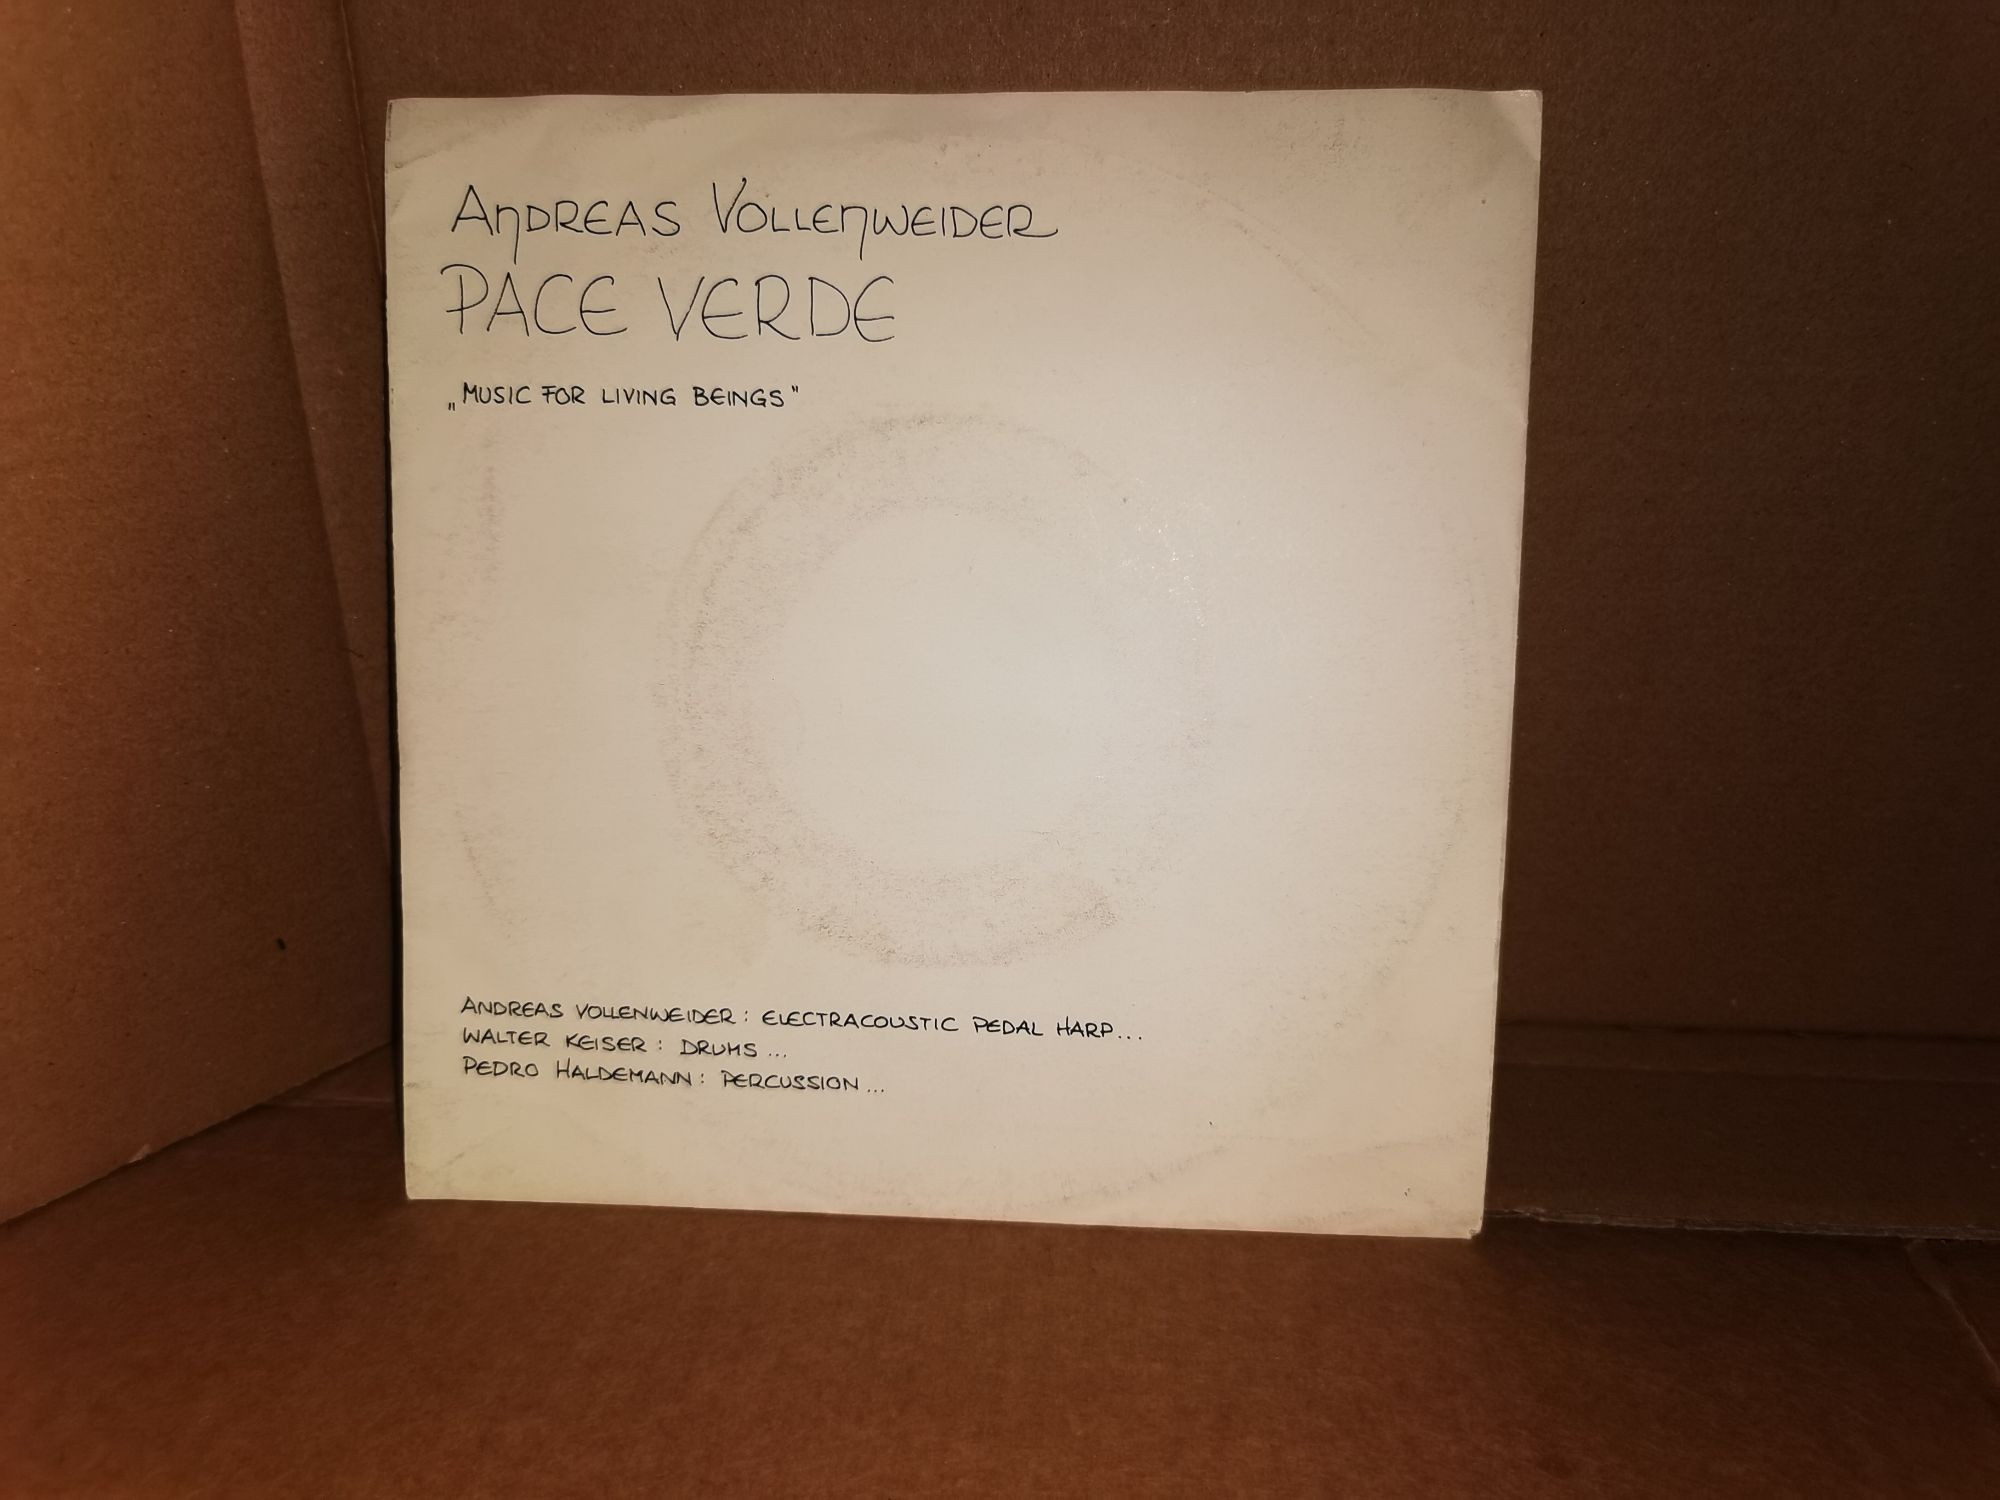 ANDREAS VOLLENWEIDER
PACE VERDE
„MUSIC FOR LIVING BEINGS"
ANDREAS VOLLENWEIDER: ELECTRACOUSTIC PEDAL HARP...
WALTER KEISER: DRUMS...
PEDRO HALDEMANN: PERCUSSION...